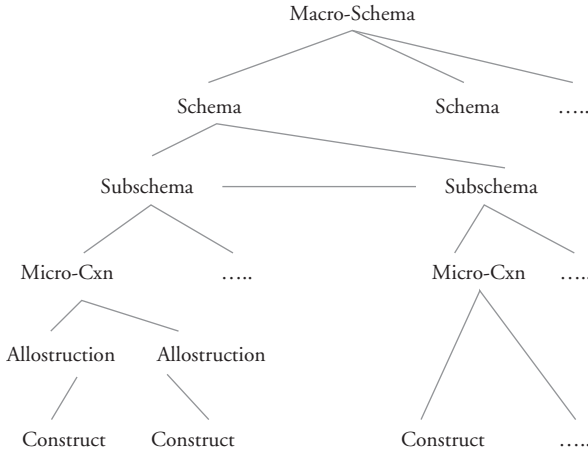 Macro-Schema
Schema Schema …..
Subschema Subschema
Micro-Cxn ….. Micro-Cxn …..
Allostruction Allostruction
Construct Construct Construct …..